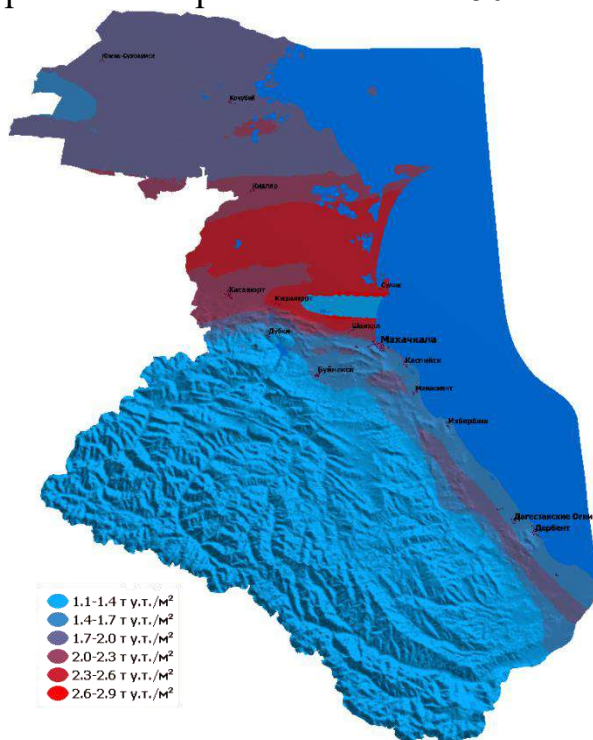 Южно-Сухокумск
Кочубей
Кизляр
Сулак
Хасавюрт
Кизилюрт
Шамхал
Дубки
Махачкала
Каспийск
Буйнакск
Манаскент
Избербаш
Дагестанские Огни
Дербент
1.1-1.4 т у.т./м²
1.4-1.7 т у.т./м²
1.7-2.0 т у.т./м²
2.0-2.3 т у.т./м²
2.3-2.6 т у.т./м²
2.6-2.9 т у.т./м²